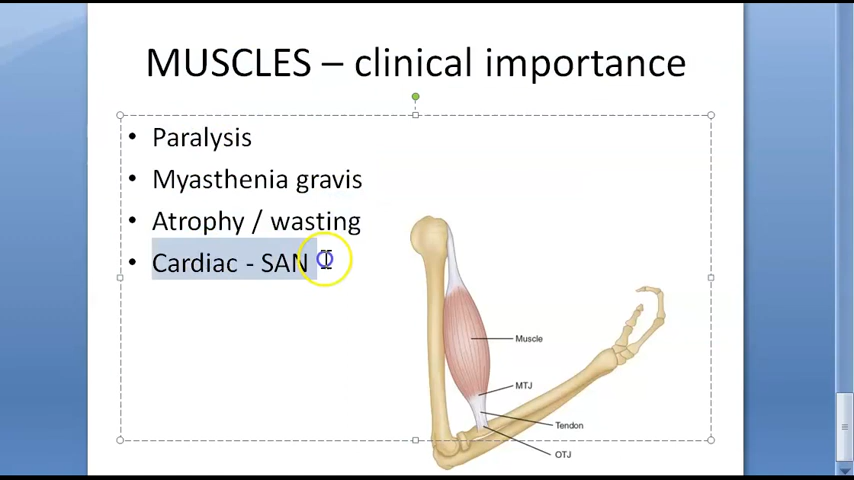 MUSCLES – clinical importance
• Paralysis
• Myasthenia gravis
• Atrophy / wasting
• Cardiac - SAN
Muscle
MTJ
Tendon
OTJ